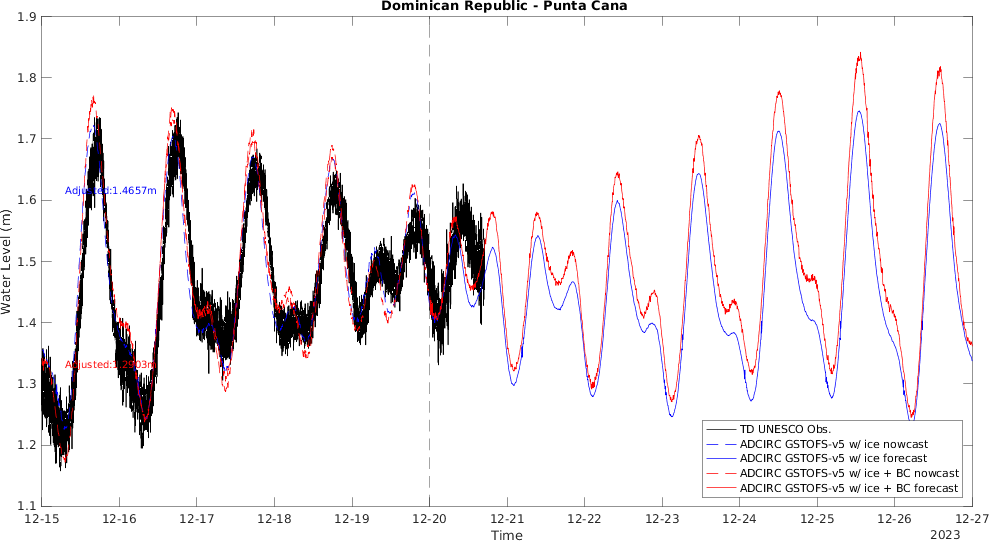 Dominican Republic - Punta Cana
Water Level (m)
1.9
1.8
1.7
1.6
1.5
1.4
1.3
1.2
1.1
Adjusted:1.4657m
TD UNESCO Obs.
ADCIRC GSTOFS-v5 w/ ice nowcast
ADCIRC GSTOFS-v5 w/ ice forecast
ADCIRC GSTOFS-v5 w/ ice + BC nowcast
ADCIRC GSTOFS-v5 w/ ice + BC forecast
12-15 12-16 12-17 12-18 12-19 12-20 12-21 12-22 12-23 12-24 12-25 12-26 12-27
Time
2023